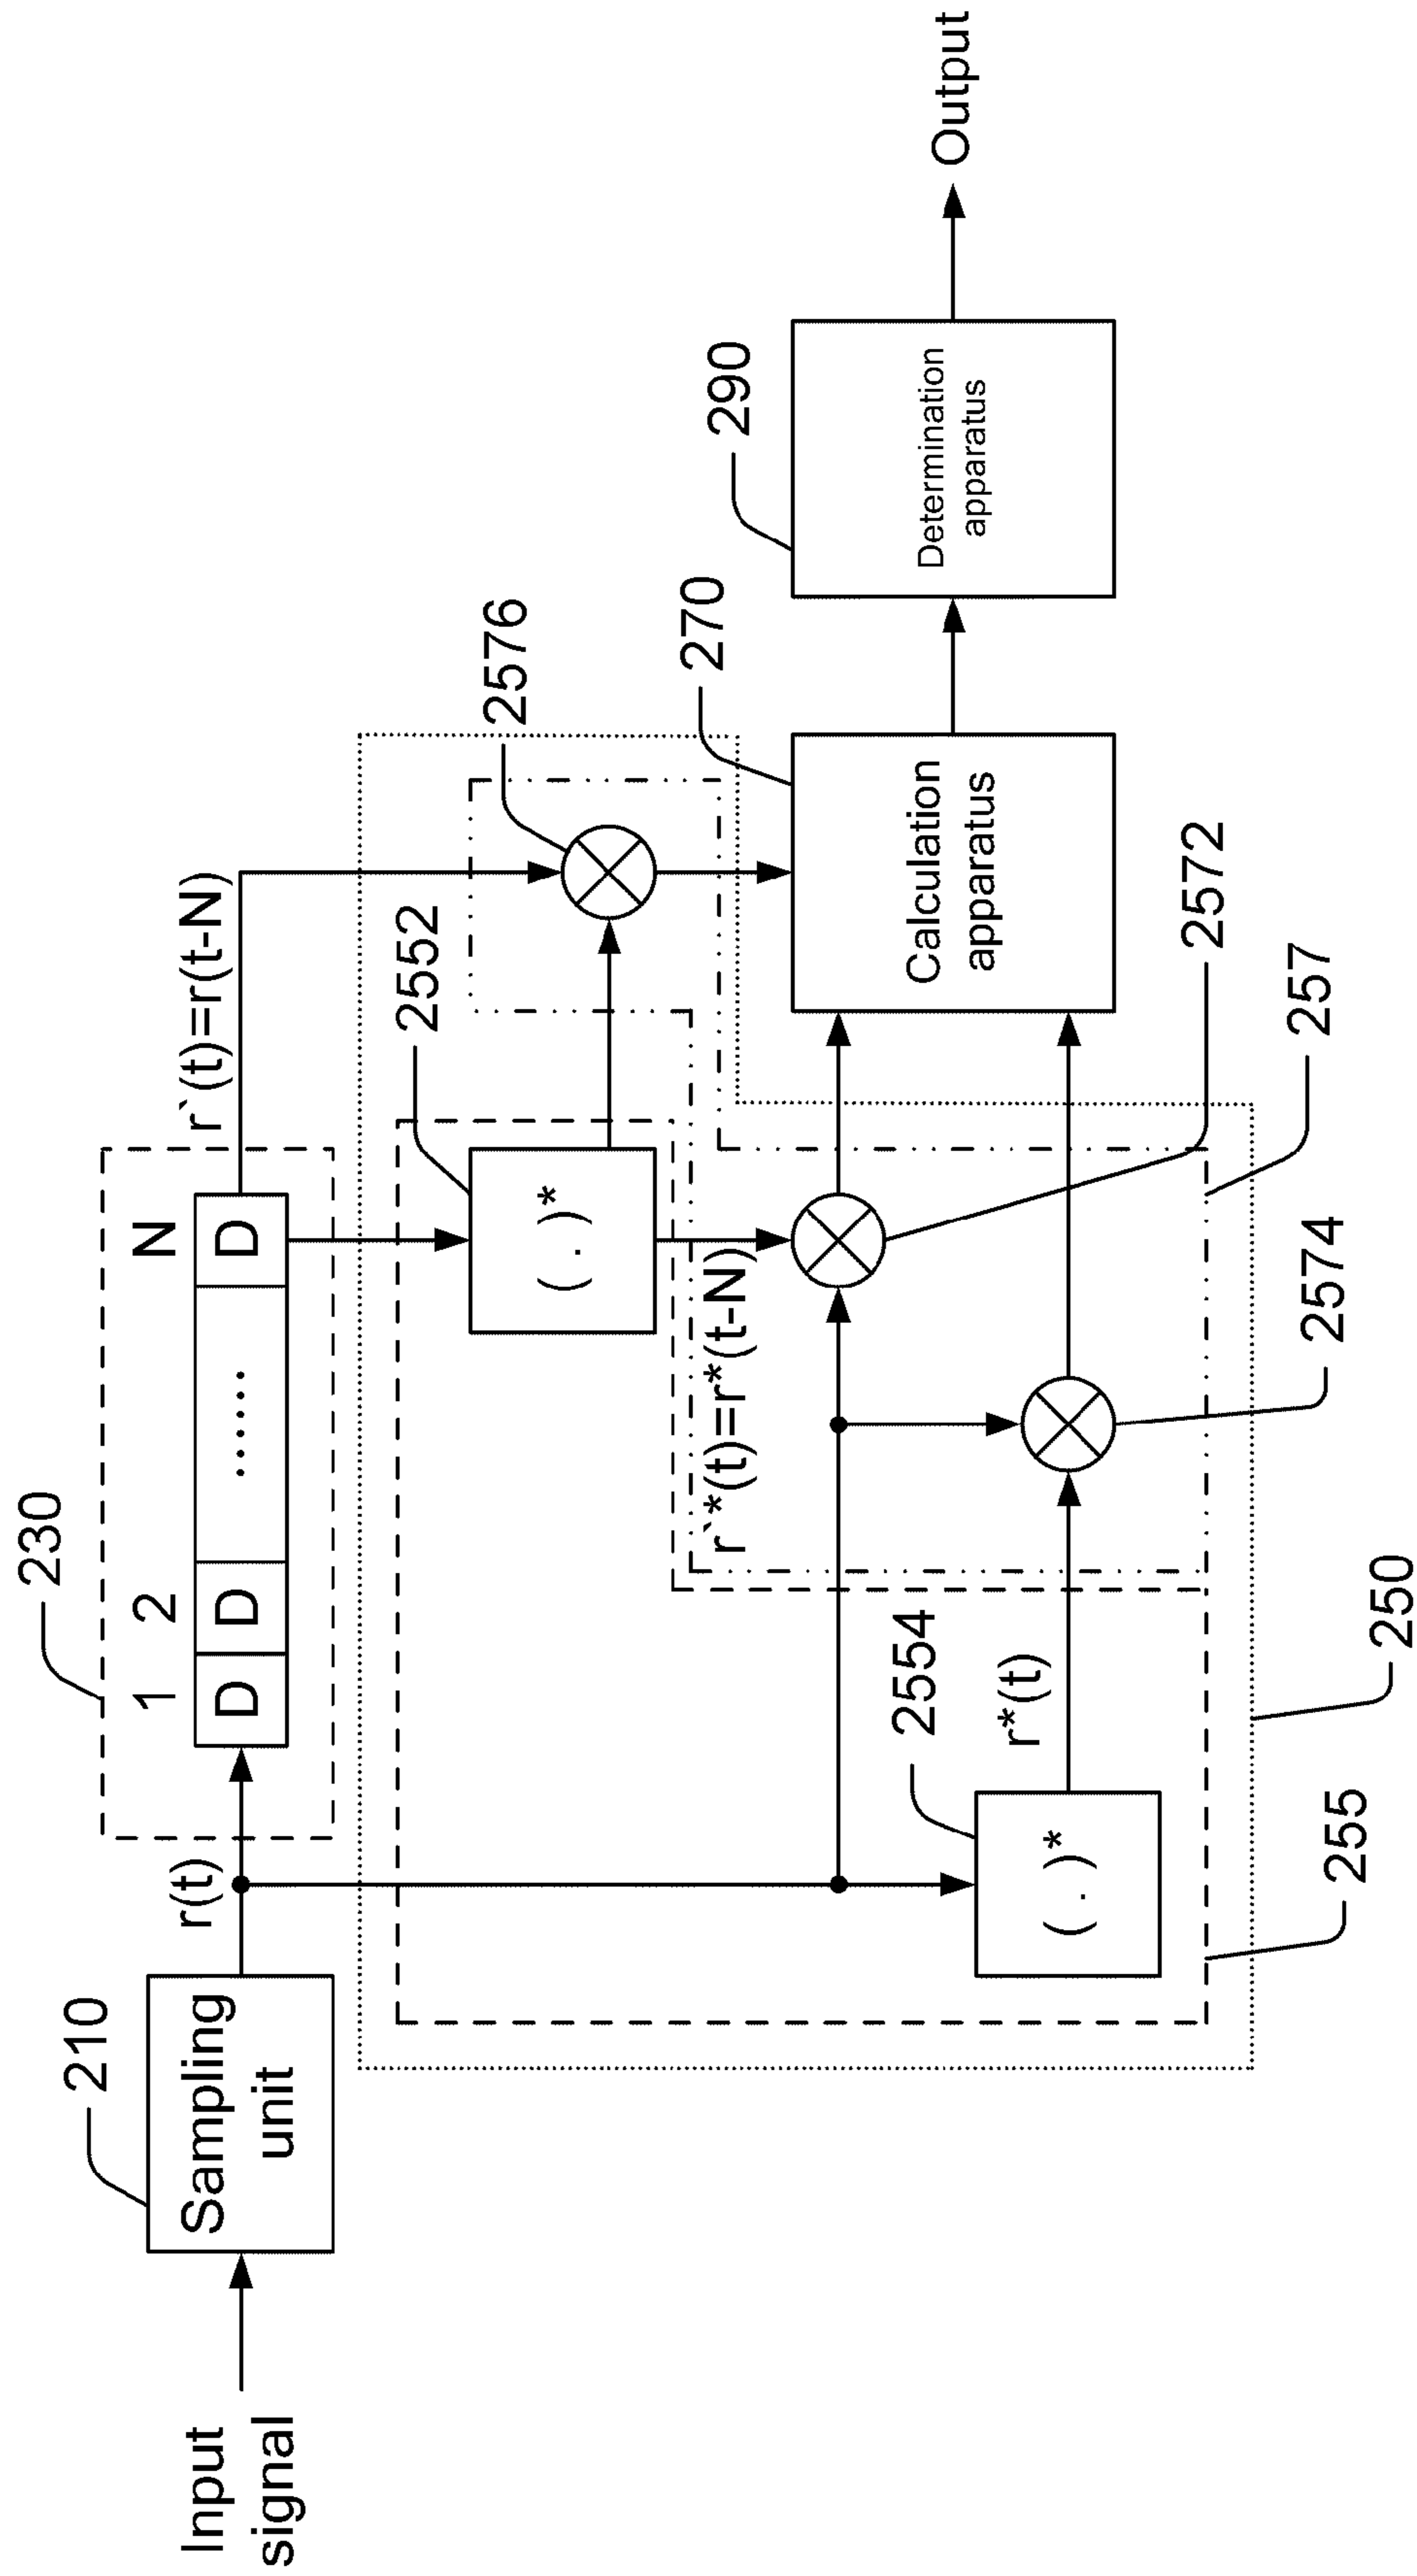 230
1
2
N
D
D
......
D
r`(t)=r(t-N)
210
Sampling
unit
r(t)
Input
signal
2552
( . )*
2576
r`*(t)=r*(t-N)
270
Calculation
apparatus
290
Determination
apparatus
Output
2554
( . )*
r*(t)
2572
257
2574
250
255